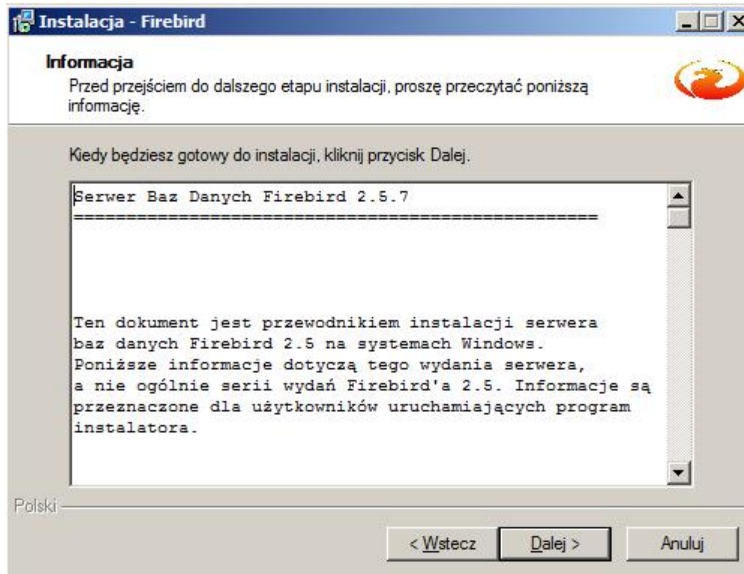 Instalacja - Firebird
Informacja
Przed przejściem do dalszego etapu instalacji, proszę przeczytać poniższą
informację.
Kiedy będziesz gotowy do instalacji, kliknij przycisk Dalej.
Serwer Baz Danych Firebird 2.5.7
==================================================
Ten dokument jest przewodnikiem instalacji serwera
baz danych Firebird 2.5 na systemach Windows.
Poniższe informacje dotyczą tego wydania serwera,
a nie ogólnie serii wydań Firebird'a 2.5. Informacje są
przeznaczone dla użytkowników uruchamiających program
instalatora.
Polski
< Wstecz
Dalej >
Anuluj